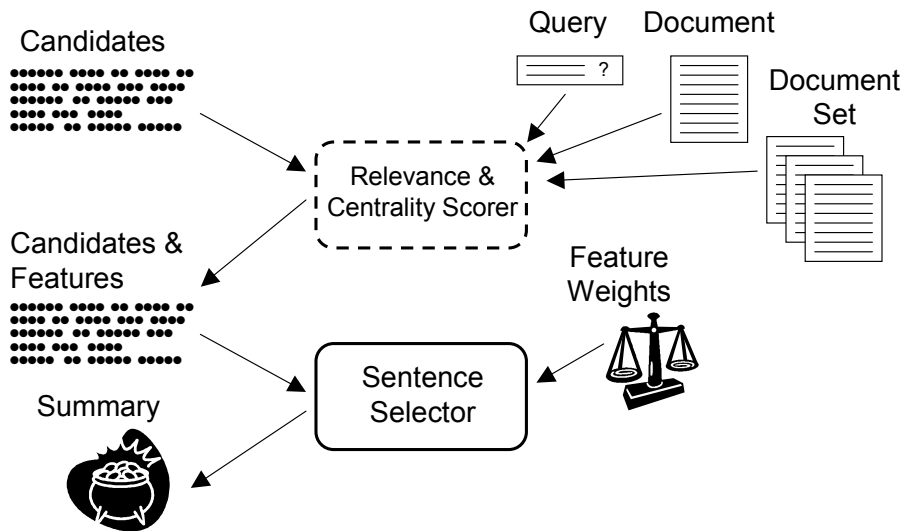 Candidates
Query
Document
?
Document
Set
Relevance &
Centrality Scorer
Candidates &
Features
Feature
Weights
Sentence
Selector
Summary